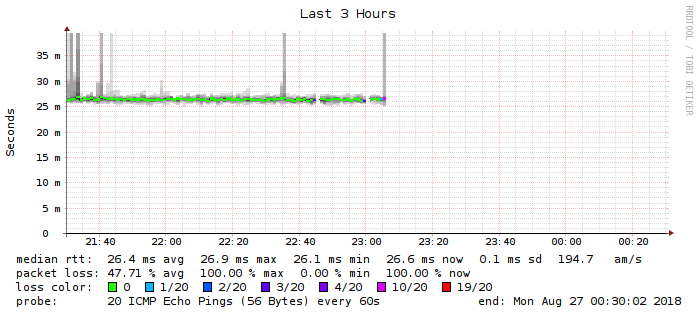 Last 3 Hours
RRDTOOL / TOBI OETIKER
Seconds
35 m
30 m
25 m
20 m
15 m
10 m
5 m
0
21:40 22:00 22:20 22:40 23:00 23:20 23:40 00:00 00:20
median rtt: 26.4 ms avg 26.9 ms max 26.1 ms min 26.6 ms now 0.1 ms sd 194.7 am/s
packet loss: 47.71 % avg 100.00 % max 0.00 % min 100.00 % now
loss color: 0 1/20 2/20 3/20 4/20 10/20 19/20
probe: 20 ICMP Echo Pings (56 Bytes) every 60s end: Mon Aug 27 00:30:02 2018